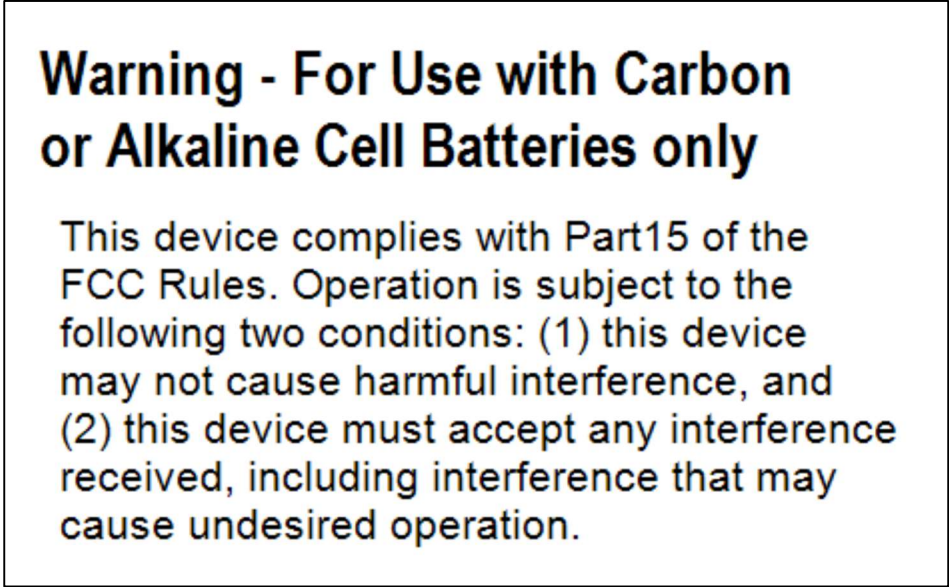 Warning - For Use with Carbon
or Alkaline Cell Batteries only
This device complies with Part15 of the
FCC Rules. Operation is subject to the
following two conditions: (1) this device
may not cause harmful interference, and
(2) this device must accept any interference
received, including interference that may
cause undesired operation.